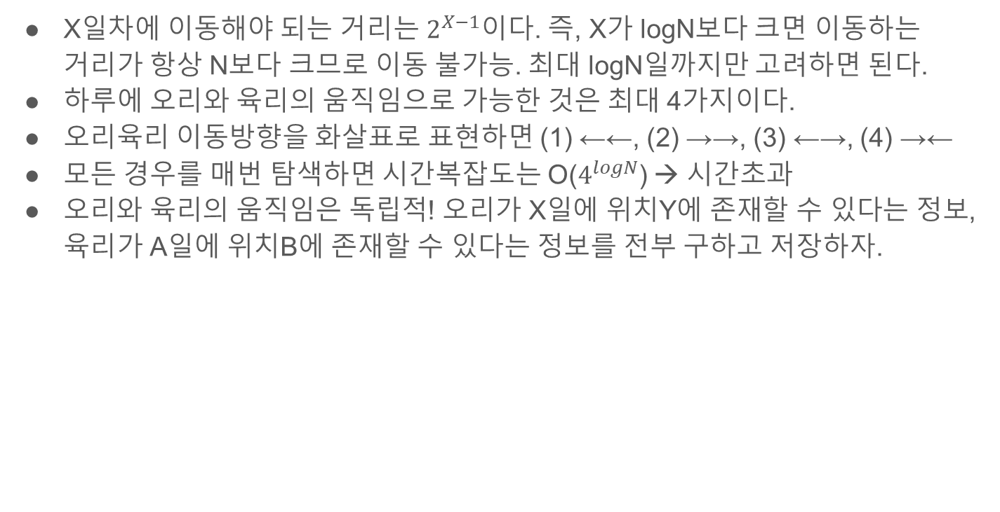 ● X일차에 이동해야 되는 거리는 2^{X−1}이다. 즉, X가 logN보다 크면 이동하는
거리가 항상 N보다 크므로 이동 불가능. 최대 logN일까지만 고려하면 된다.
● 하루에 오리와 육리의 움직임으로 가능한 것은 최대 4가지이다.
● 오리육리 이동방향을 화살표로 표현하면 (1) ←←, (2) →→, (3) ←→, (4) →←
● 모든 경우를 매번 탐색하면 시간복잡도는 O(4^{logN}) → 시간초과
● 오리와 육리의 움직임은 독립적! 오리가 X일에 위치Y에 존재할 수 있다는 정보,
육리가 A일에 위치B에 존재할 수 있다는 정보를 전부 구하고 저장하자.